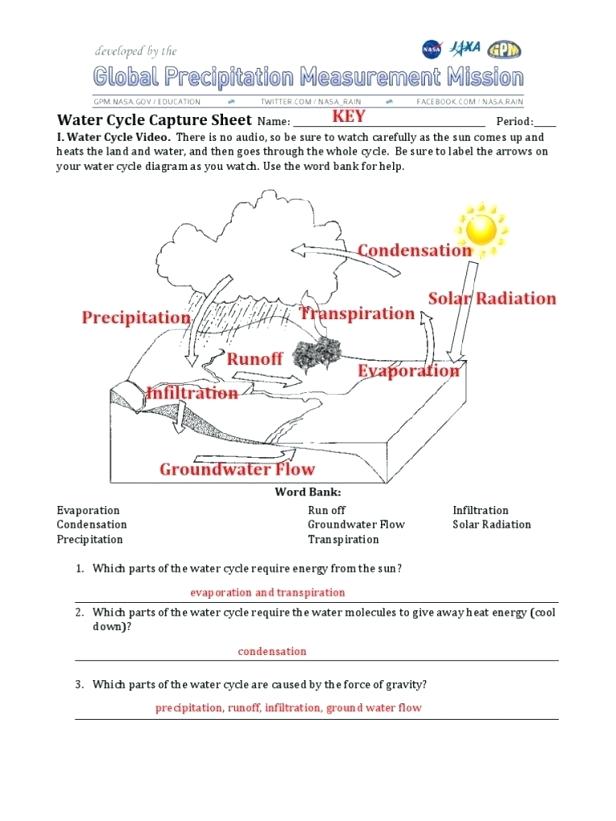 developed by the
NASA JAXA GPM
Global Precipitation Measurement Mission
GPM.NASA.GOV / EDUCATION TWITTER.COM / NASA_RAIN FACEBOOK.COM / NASA.RAIN
Water Cycle Capture Sheet Name: KEY Period:
I. Water Cycle Video. There is no audio, so be sure to watch carefully as the sun comes up and
heats the land and water, and then goes through the whole cycle. Be sure to label the arrows on
your water cycle diagram as you watch. Use the word bank for help.
Condensation
Solar Radiation
Precipitation
Transpiration
Runoff
Evaporation
Infiltration
Groundwater Flow
Word Bank:
Evaporation Run off Infiltration
Condensation Groundwater Flow Solar Radiation
Precipitation Transpiration
1. Which parts of the water cycle require energy from the sun?
evaporation and transpiration
2. Which parts of the water cycle require the water molecules to give away heat energy (cool
down)?
condensation
3. Which parts of the water cycle are caused by the force of gravity?
precipitation, runoff, infiltration, ground water flow